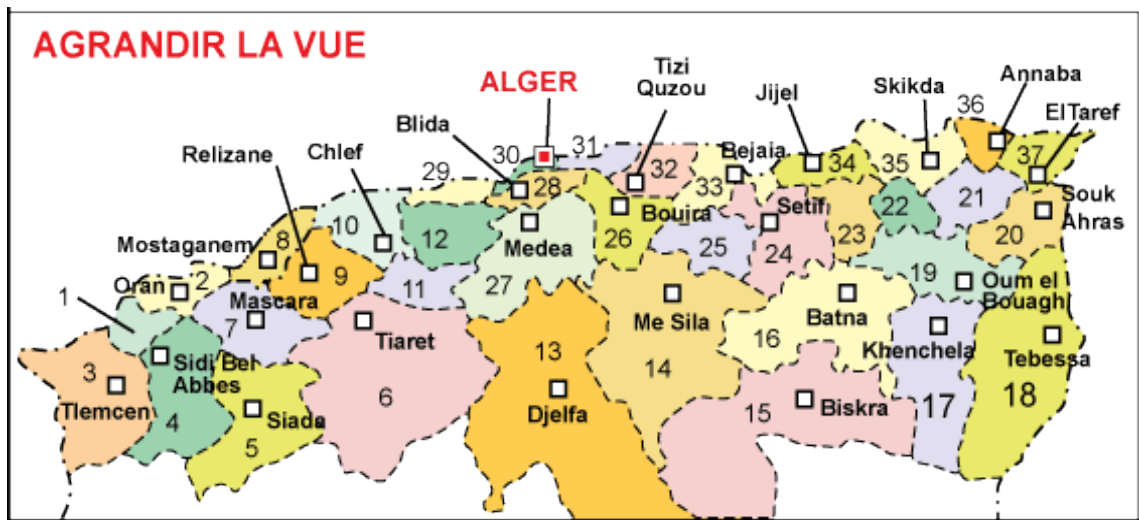 AGRANDIR LA VUE
ALGER
Tizi
Quzou
Jijel
Skikda
36
Annaba
El Taref
Blida
Relizane
Chlef
29
30
31
28
32
33
Bejaia
34
35
37
Souk
Ahras
Mostaganem
8
10
12
Medea
26
Bouira
25
Setif
24
23
22
21
20
1
Oran
2
9
11
27
19
Oum el
Bouaghi
7
Mascara
Tiaret
13
Me Sila
14
16
Batna
Khenchela
Tebessa
3
Tlemcen
Sidi Bel
Abbes
4
5
Siada
6
Djelfa
15
Biskra
17
18